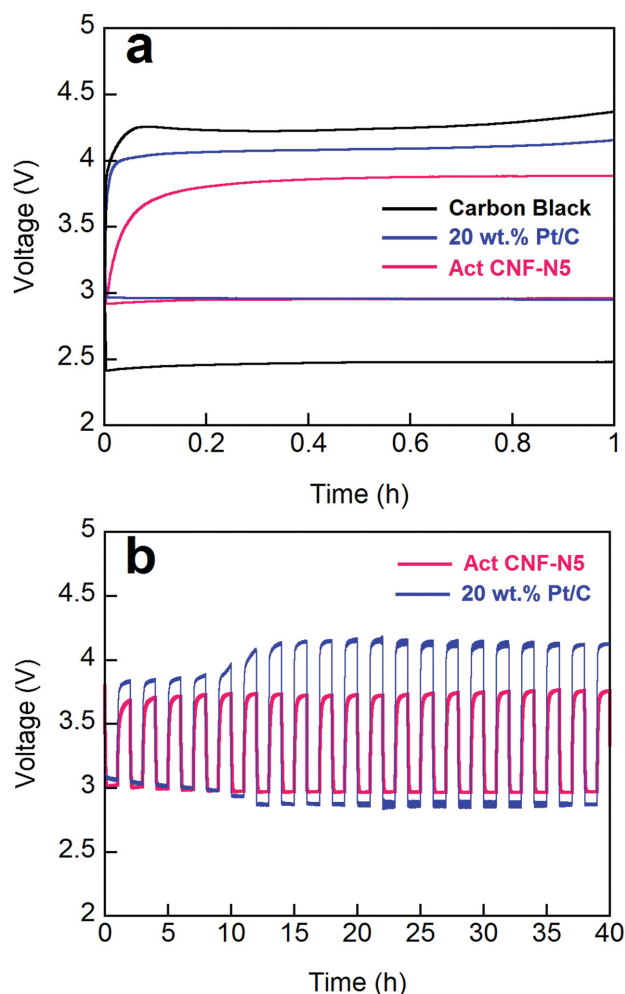 a
5
4.5
4
3.5
3
2.5
2
Voltage (V)
Carbon Black
20 wt.% Pt/C
Act CNF-N5
0 0.2 0.4 0.6 0.8 1
Time (h)
b
5
4.5
4
3.5
3
2.5
2
Voltage (V)
Act CNF-N5
20 wt.% Pt/C
0 5 10 15 20 25 30 35 40
Time (h)